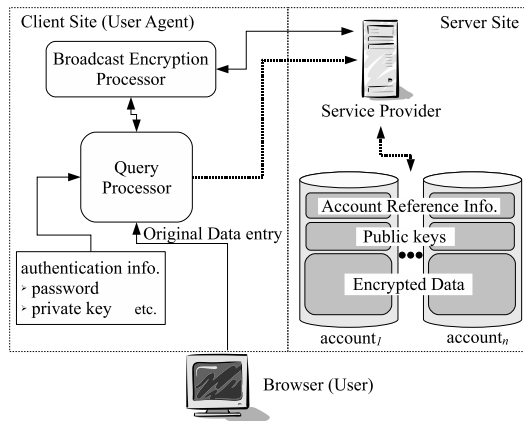 Client Site (User Agent)
Server Site
Broadcast Encryption
Processor
Service Provider
Query
Processor
Original Data entry
authentication info.
password
private key etc.
Account Reference Info.
Public keys
Encrypted Data
account1
accountn
Browser (User)